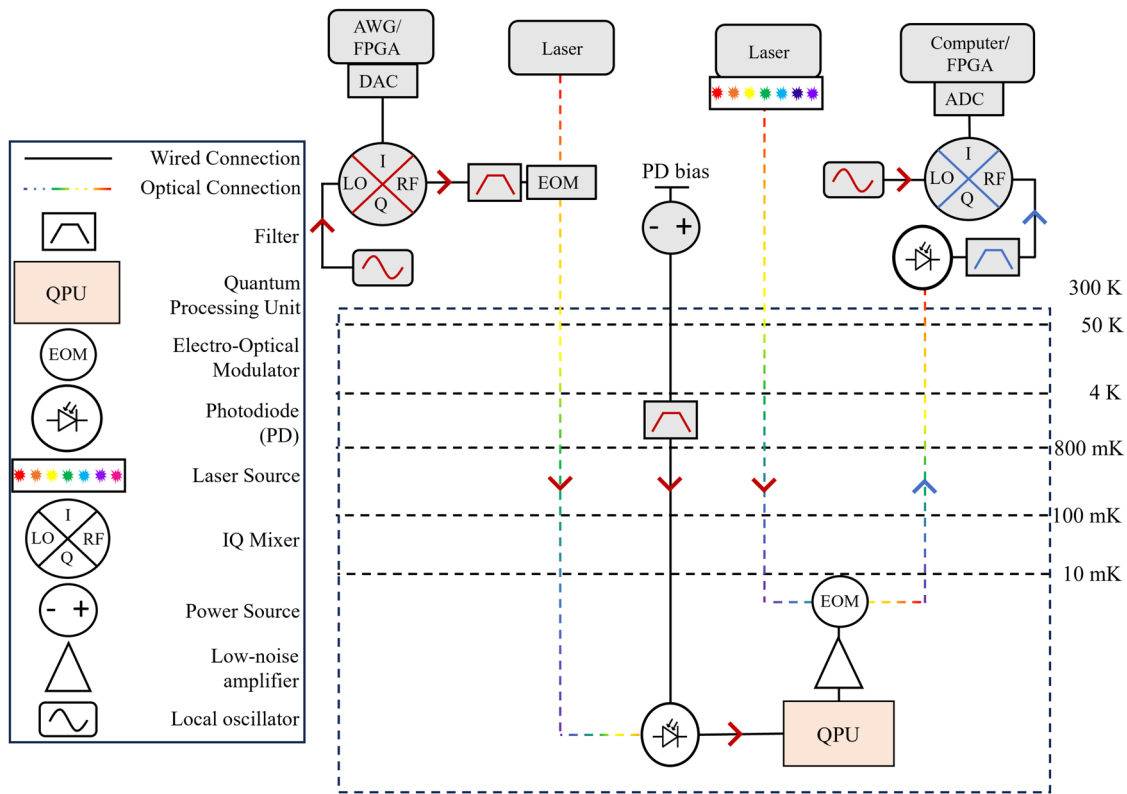 AWG/
FPGA
DAC
I
LO
RF
Q
EOM
Laser
Laser
Computer/
FPGA
ADC
I
LO
RF
Q
PD bias
- +
300 K
50 K
4 K
800 mK
100 mK
10 mK
EOM
QPU
Wired Connection
Optical Connection
Filter
QPU
Quantum
Processing Unit
EOM
Electro-Optical
Modulator
Photodiode
(PD)
Laser Source
I
LO
RF
Q
IQ Mixer
- +
Power Source
Low-noise
amplifier
Local oscillator